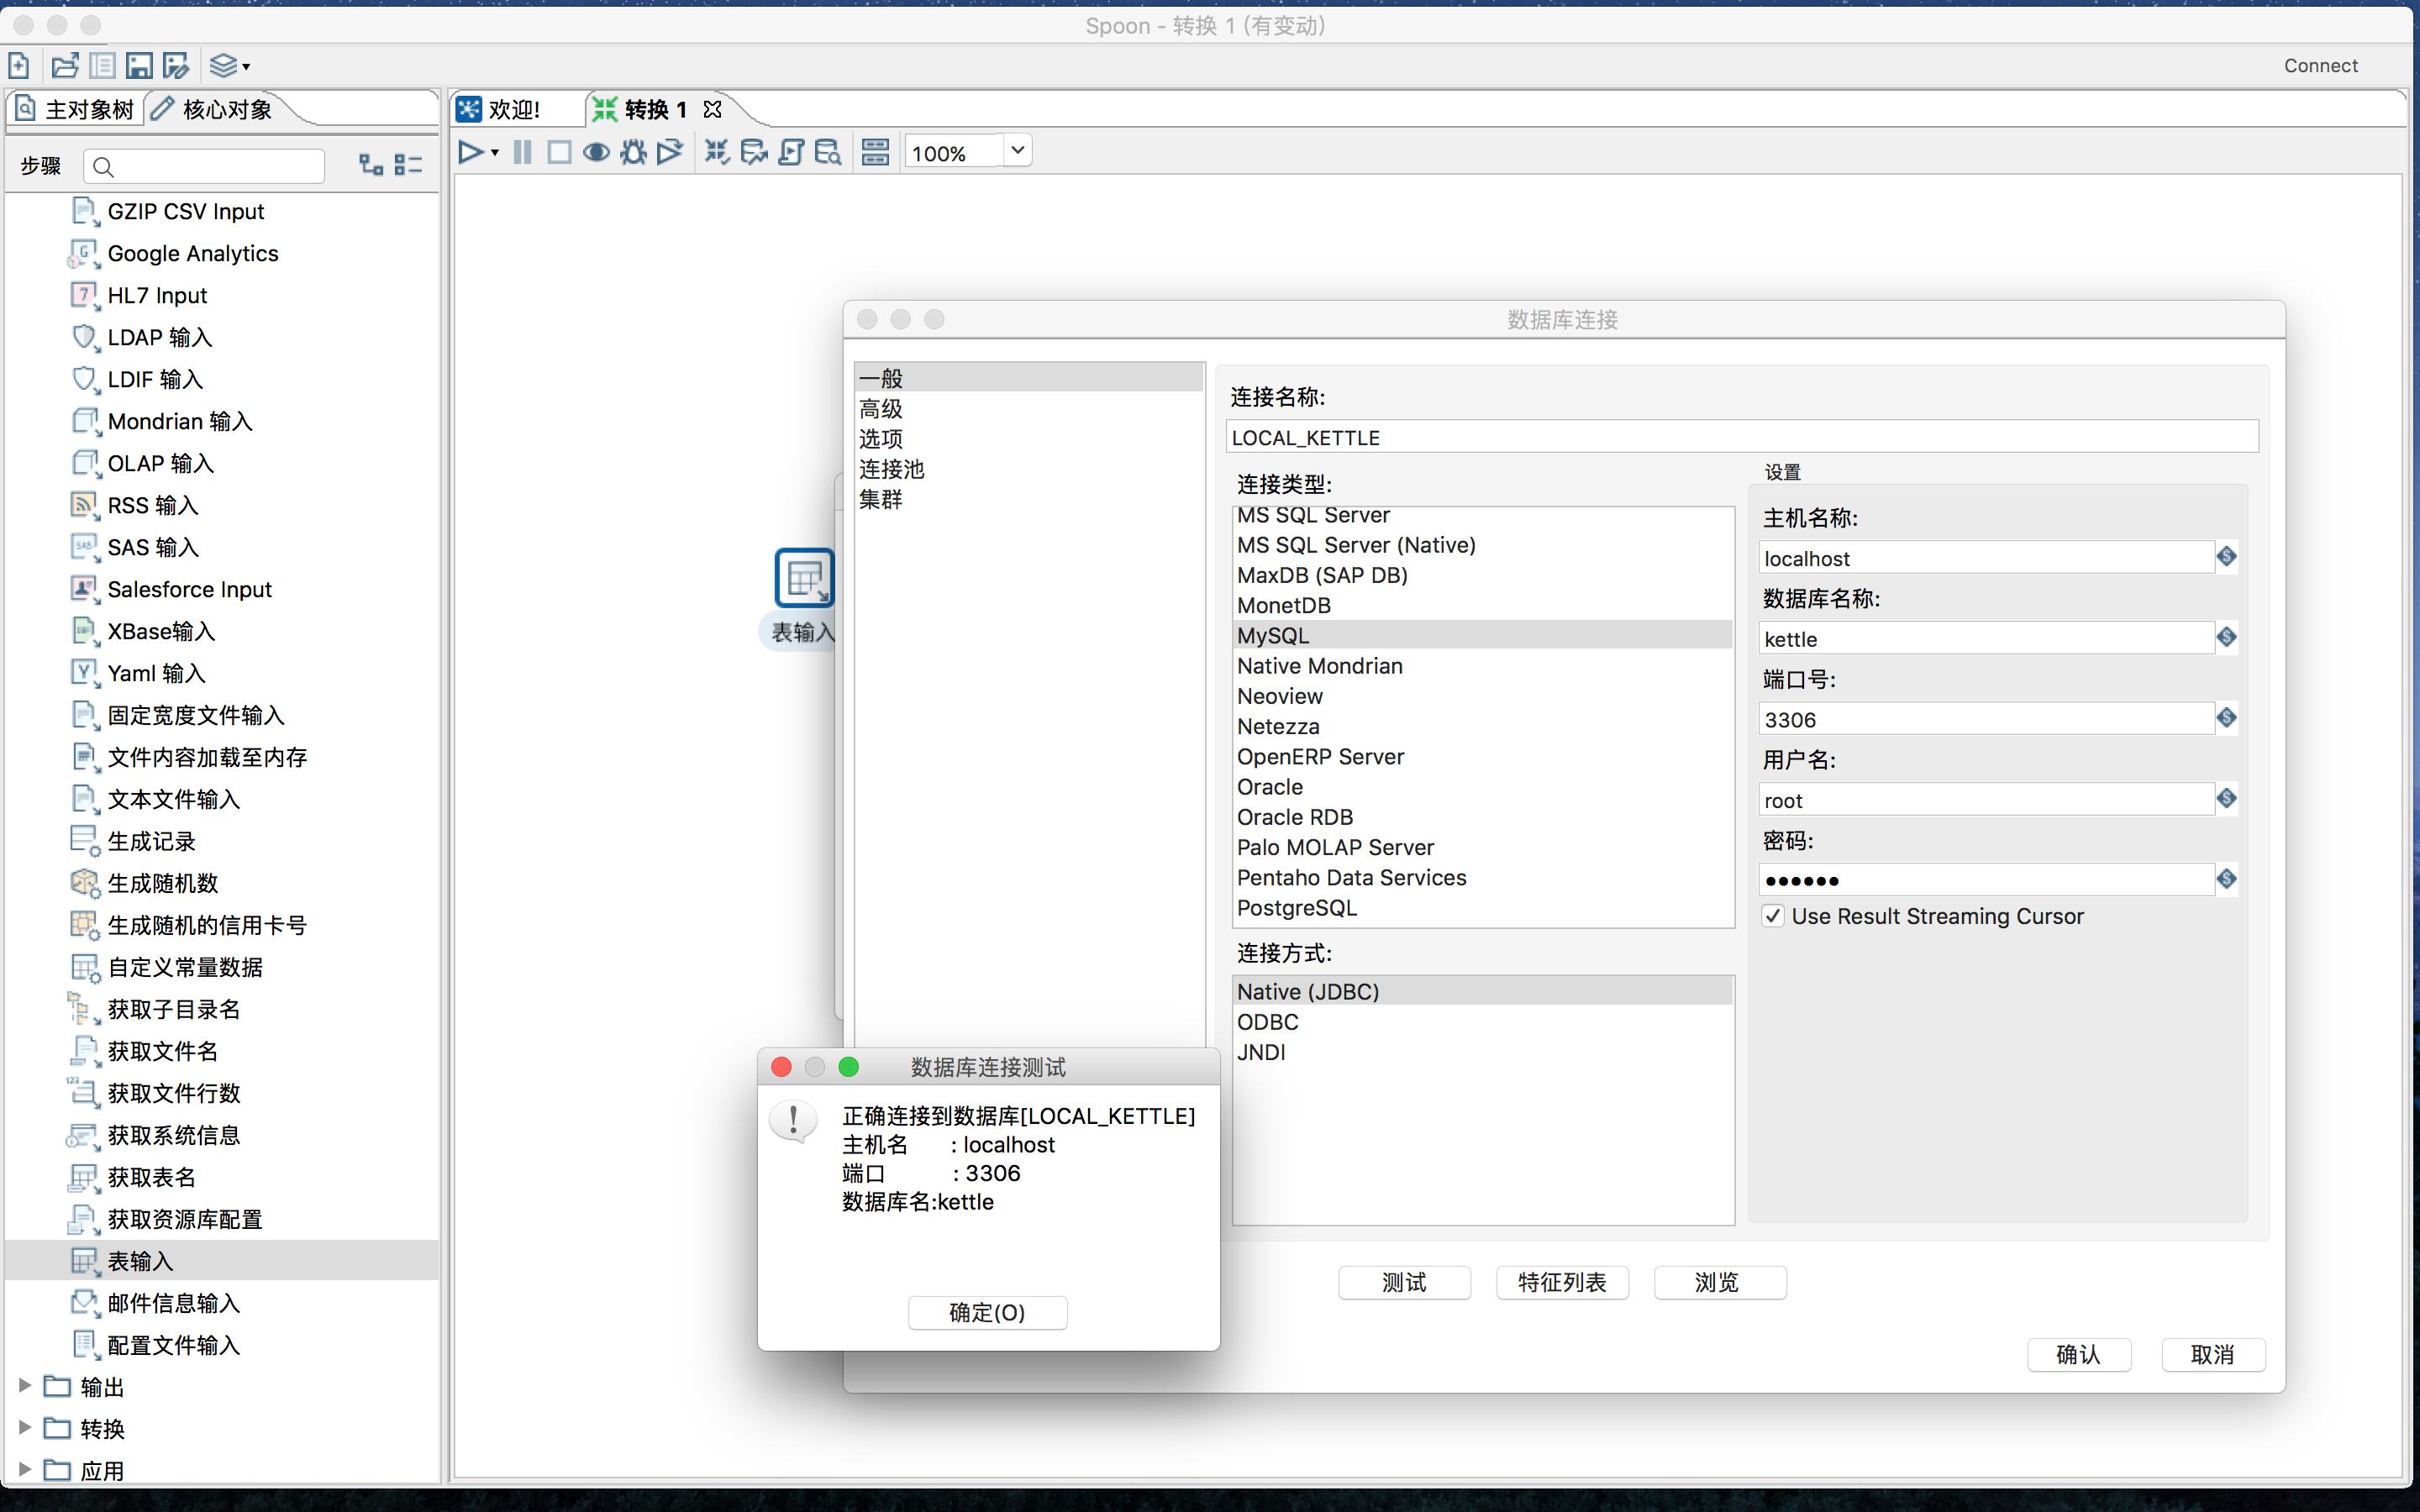 Spoon - 转换 1 (有变动)
Connect
主对象树
核心对象
欢迎!
转换 1
步骤
100%
GZIP CSV Input
Google Analytics
HL7 Input
LDAP 输入
LDIF 输入
Mondrian 输入
OLAP 输入
RSS 输入
SAS 输入
Salesforce Input
XBase输入
Yaml 输入
固定宽度文件输入
文件内容加载至内存
文本文件输入
生成记录
生成随机数
生成随机的信用卡号
自定义常量数据
获取子目录名
获取文件名
获取文件行数
获取系统信息
获取表名
获取资源库配置
表输入
邮件信息输入
配置文件输入
输出
转换
应用
表输入
数据库连接
一般
高级
选项
连接池
集群
连接名称:
LOCAL_KETTLE
连接类型:
MS SQL Server
MS SQL Server (Native)
MaxDB (SAP DB)
MonetDB
MySQL
Native Mondrian
Neoview
Netezza
OpenERP Server
Oracle
Oracle RDB
Palo MOLAP Server
Pentaho Data Services
PostgreSQL
连接方式:
Native (JDBC)
ODBC
JNDI
设置
主机名称:
localhost
数据库名称:
kettle
端口号:
3306
用户名:
root
密码:
●●●●●●
Use Result Streaming Cursor
测试
特征列表
浏览
确认
取消
数据库连接测试
正确连接到数据库[LOCAL_KETTLE]
主机名 : localhost
端口 : 3306
数据库名:kettle
确定(O)